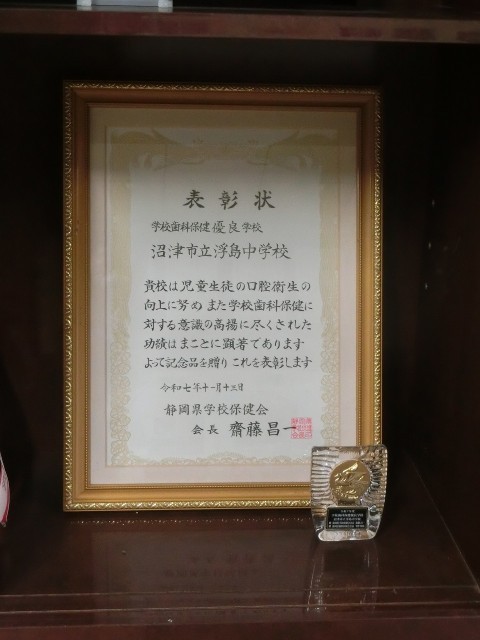 表彰状
学校歯科保健優良学校
沼津市立浮島中学校
貴校は児童生徒の口腔衛生の
向上に努め また学校歯科保健に
対する意識の高揚に尽くされた
功績はまことに顕著であります
よって記念品を贈り これを表彰します
令和七年十一月十三日
静岡県学校保健会
会長 齋藤昌一